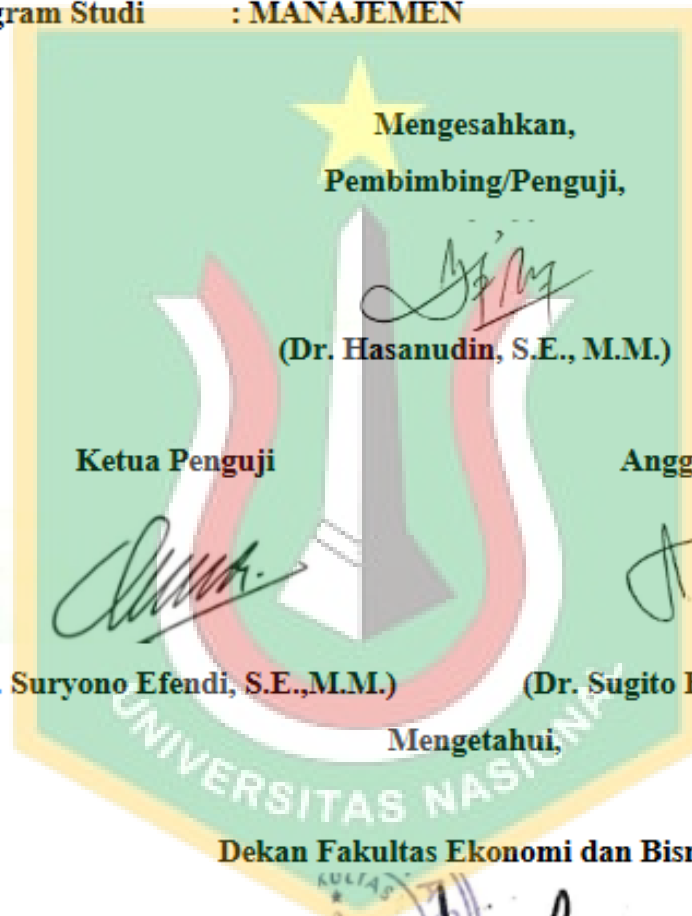 gram Studi : MANAJEMEN
Mengesahkan,
Pembimbing/Penguji,
(Dr. Hasanudin, S.E., M.M.)
Ketua Penguji Angg
. Suryono Efendi, S.E.,M.M.) (Dr. Sugito
Mengetahui,
UNIVERSITAS NASIONAL
Dekan Fakultas Ekonomi dan Bisn